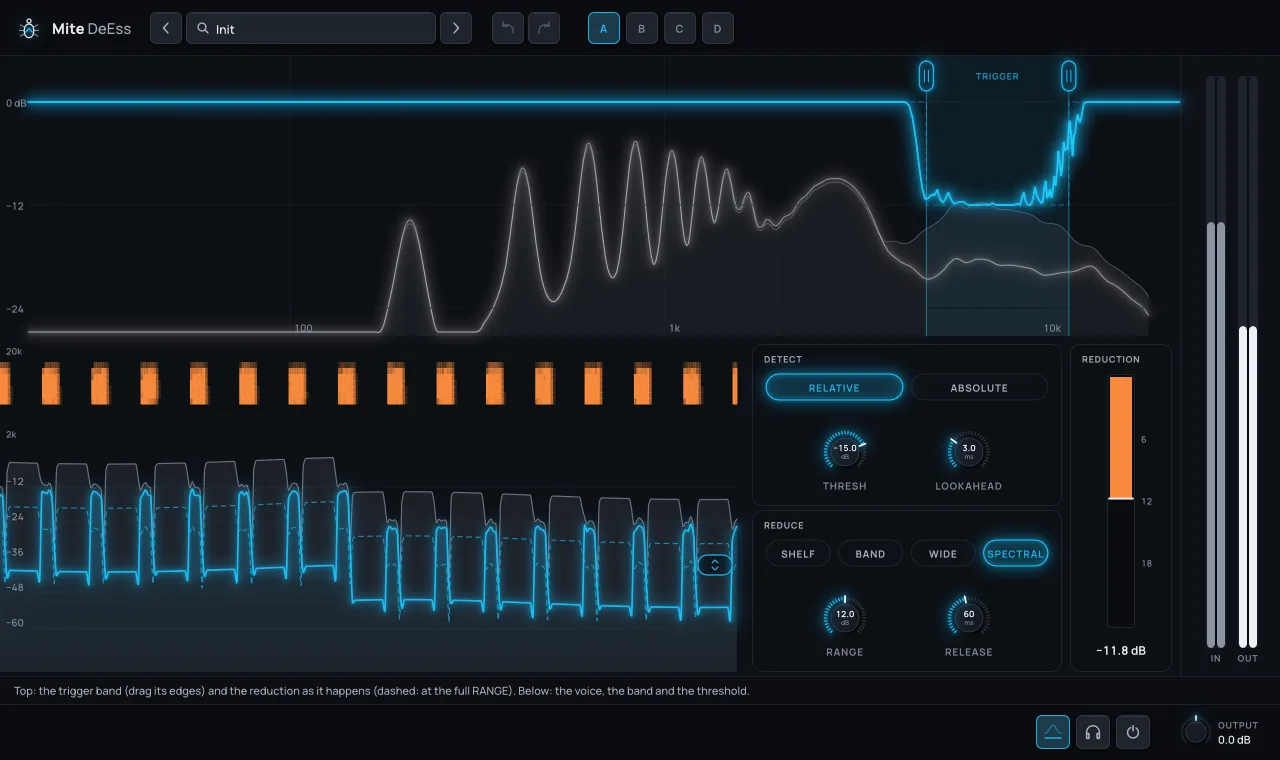 Mite DeEss
Init
A
B
C
D
TRIGGER
0 dB
−12
−24
100
1k
10k
20k
2k
−12
−24
−36
−48
−60
DETECT
RELATIVE
ABSOLUTE
−15.0
dB
THRESH
3.0
ms
LOOKAHEAD
REDUCE
SHELF
BAND
WIDE
SPECTRAL
12.0
dB
RANGE
60
ms
RELEASE
REDUCTION
6
12
18
−11.8 dB
IN
OUT
Top: the trigger band (drag its edges) and the reduction as it happens (dashed: at the full RANGE). Below: the voice, the band and the threshold.
OUTPUT
0.0 dB